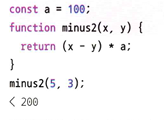 const a = 100;
function minus2(x, y) {
  return (x - y) * a;
}
minus2(5, 3);
< 200